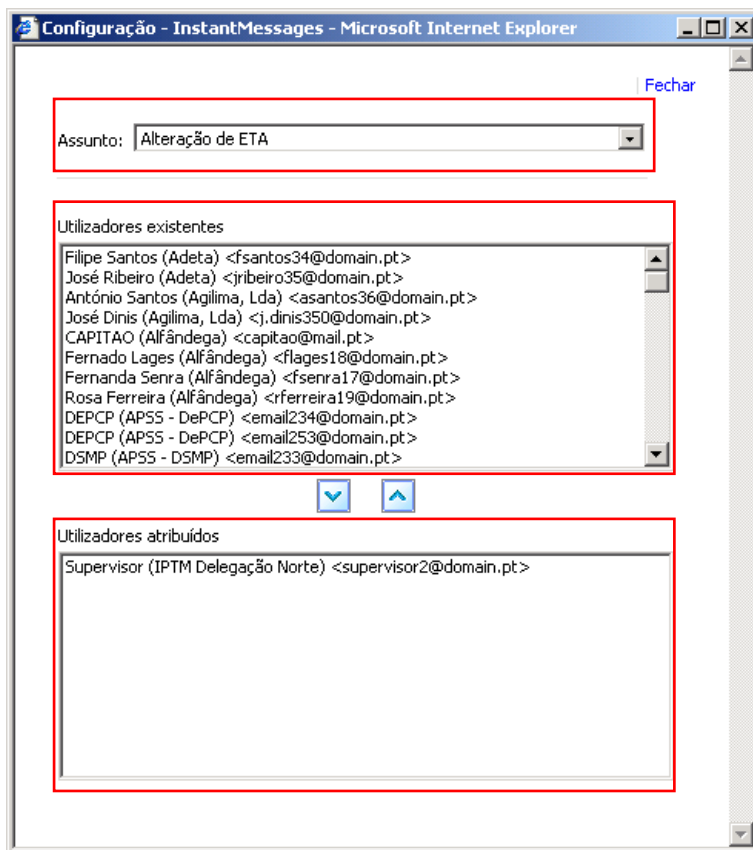 Configuração - InstantMessages - Microsoft Internet Explorer
Fechar
Assunto: Alteração de ETA
Utilizadores existentes
Filipe Santos (Adeta) <fsantos34@domain.pt>
José Ribeiro (Adeta) <jribeiro35@domain.pt>
António Santos (Agilima, Lda) <asantos36@domain.pt>
José Dinis (Agilima, Lda) <j.dinis350@domain.pt>
CAPITAO (Alfândega) <capitao@mail.pt>
Fernado Lages (Alfândega) <flages18@domain.pt>
Fernanda Senra (Alfândega) <fsenra17@domain.pt>
Rosa Ferreira (Alfândega) <rferreira19@domain.pt>
DEPCP (APSS - DePCP) <email234@domain.pt>
DEPCP (APSS - DePCP) <email253@domain.pt>
DSMP (APSS - DSMP) <email233@domain.pt>
Utilizadores atribuídos
Supervisor (IPTM Delegação Norte) <supervisor2@domain.pt>